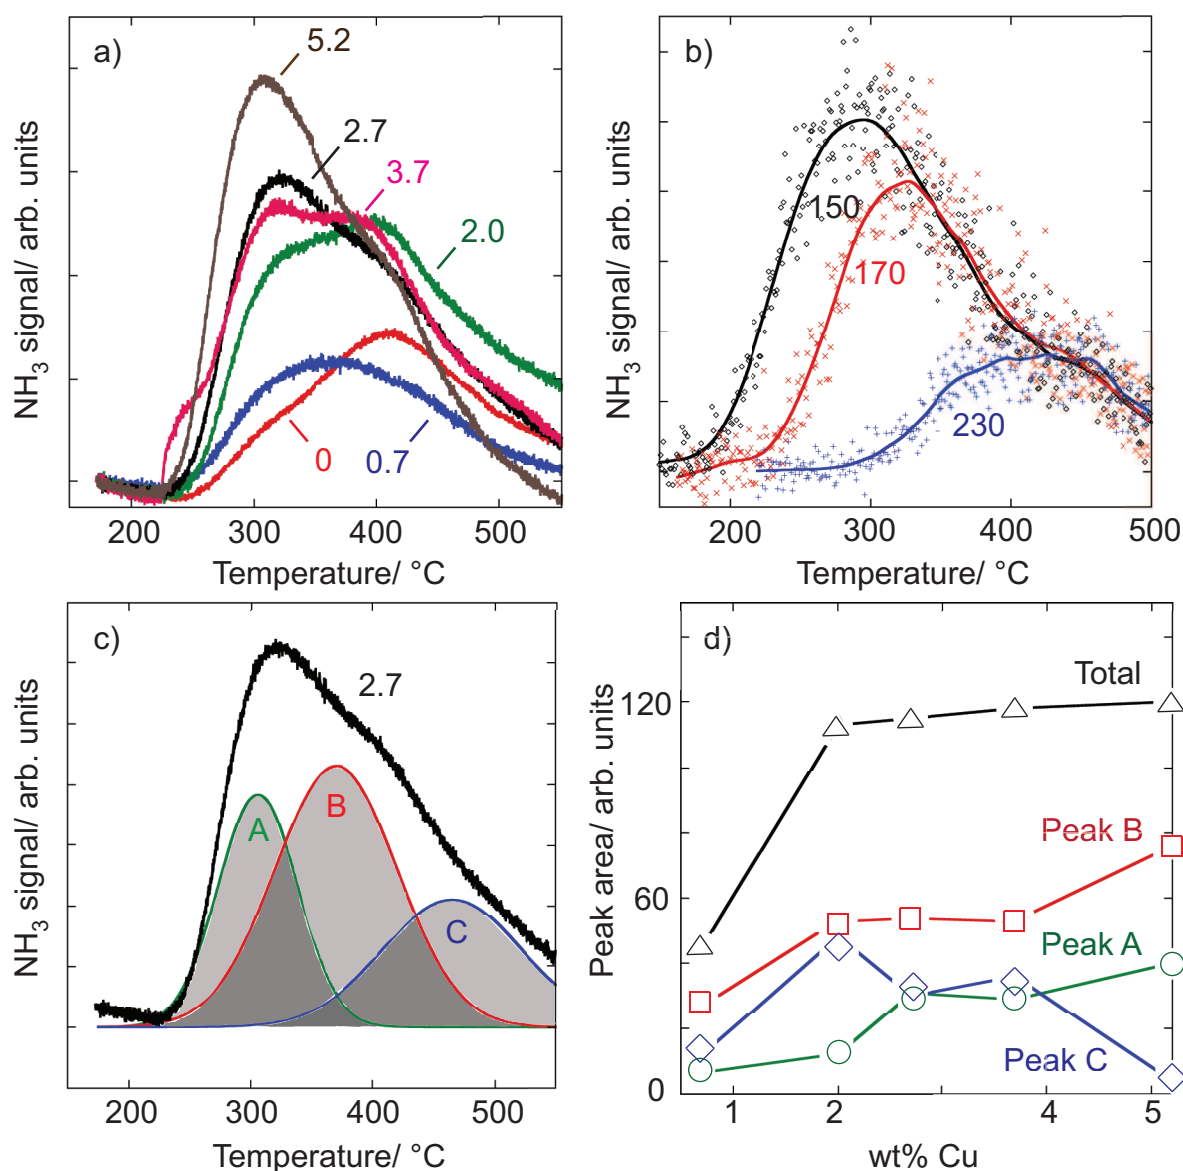 a)
5.2
2.7
3.7
2.0
0
0.7
NH₃ signal/ arb. units
200 300 400 500
Temperature/ °C
b)
150
170
230
NH₃ signal/ arb. units
200 300 400 500
Temperature/ °C
c)
2.7
A
B
C
NH₃ signal/ arb. units
200 300 400 500
Temperature/ °C
d)
Total
Peak B
Peak A
Peak C
120
60
0
Peak area/ arb. units
1 2 4 5
wt% Cu